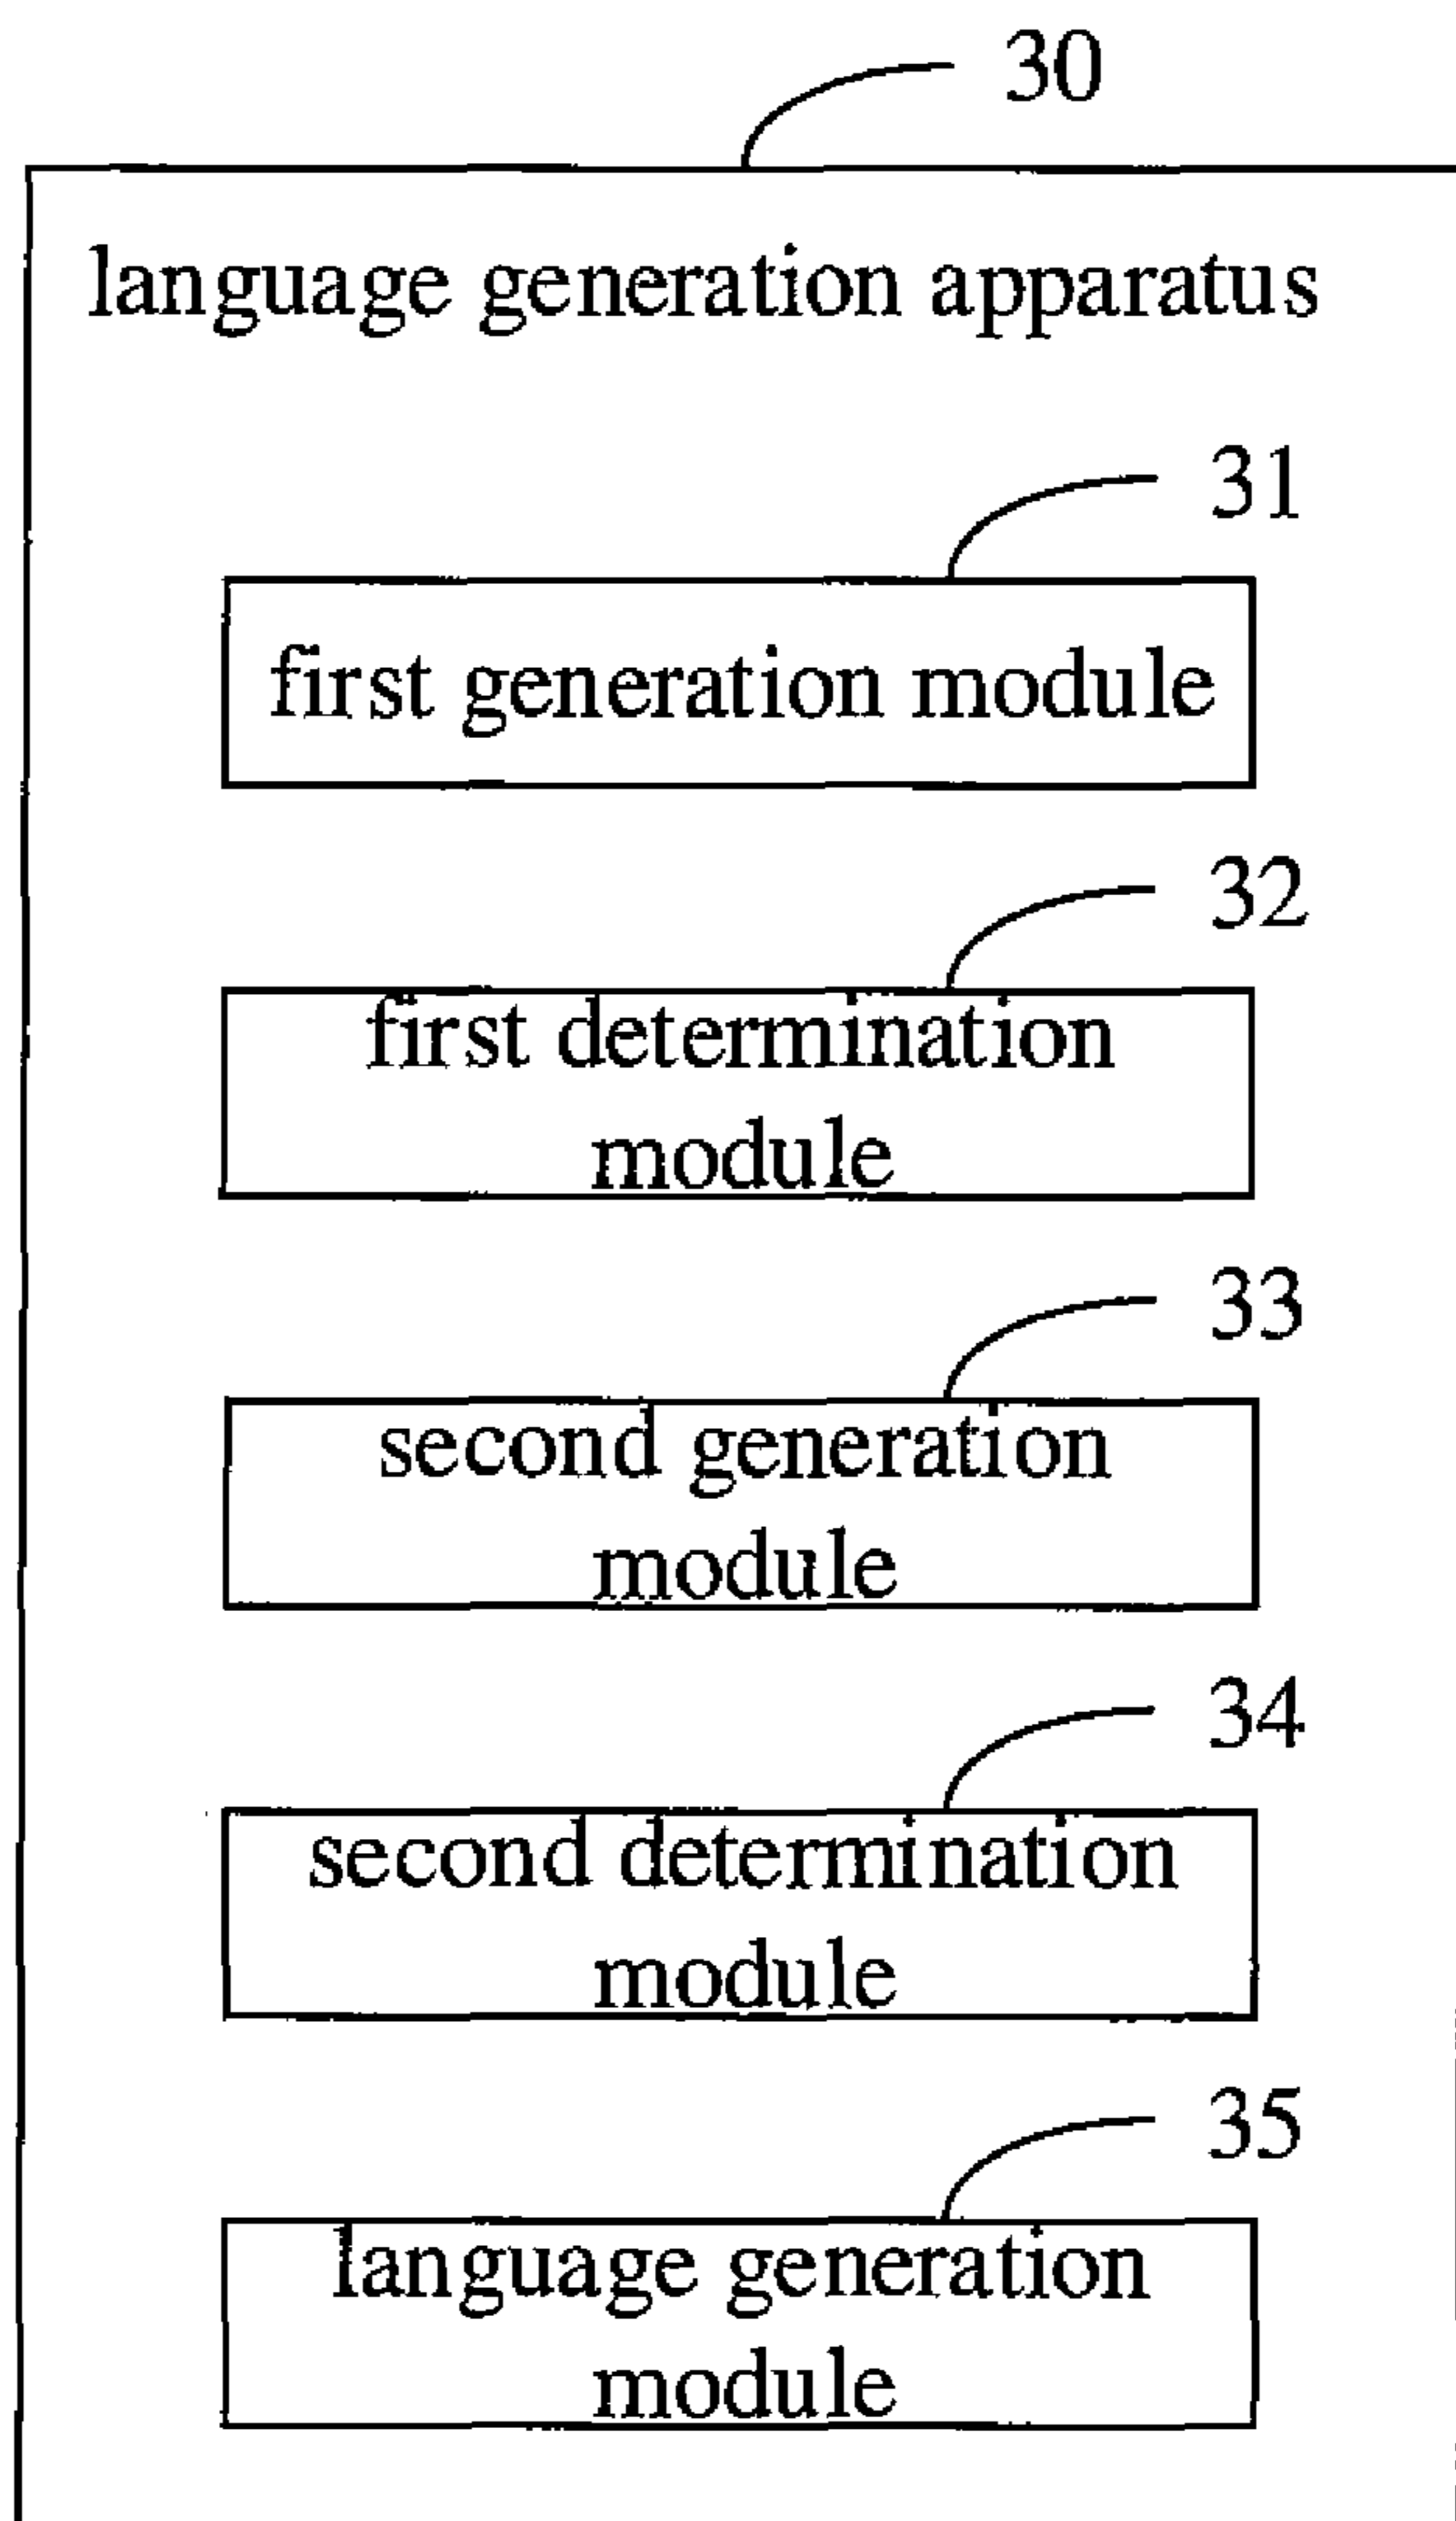 30
language generation apparatus
31
first generation module
32
first determination
module
33
second generation
module
34
second determination
module
35
language generation
module